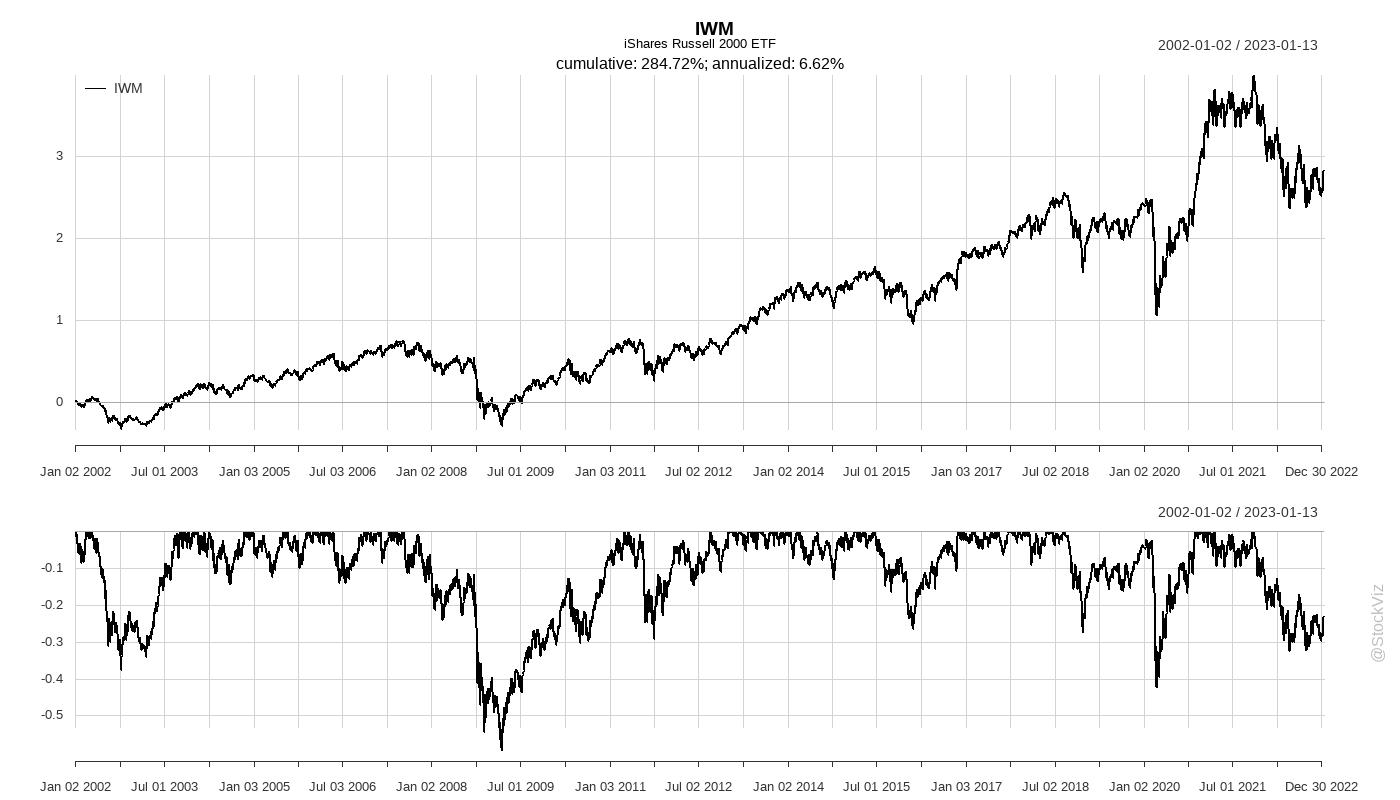 IWM
iShares Russell 2000 ETF
2002-01-02 / 2023-01-13
cumulative: 284.72%; annualized: 6.62%
IWM
3
2
1
0
Jan 02 2002 Jul 01 2003 Jan 03 2005 Jul 03 2006 Jan 02 2008 Jul 01 2009 Jan 03 2011 Jul 02 2012 Jan 02 2014 Jul 01 2015 Jan 03 2017 Jul 02 2018 Jan 02 2020 Jul 01 2021 Dec 30 2022
2002-01-02 / 2023-01-13
-0.1
-0.2
-0.3
-0.4
-0.5
Jan 02 2002 Jul 01 2003 Jan 03 2005 Jul 03 2006 Jan 02 2008 Jul 01 2009 Jan 03 2011 Jul 02 2012 Jan 02 2014 Jul 01 2015 Jan 03 2017 Jul 02 2018 Jan 02 2020 Jul 01 2021 Dec 30 2022
@StockViz